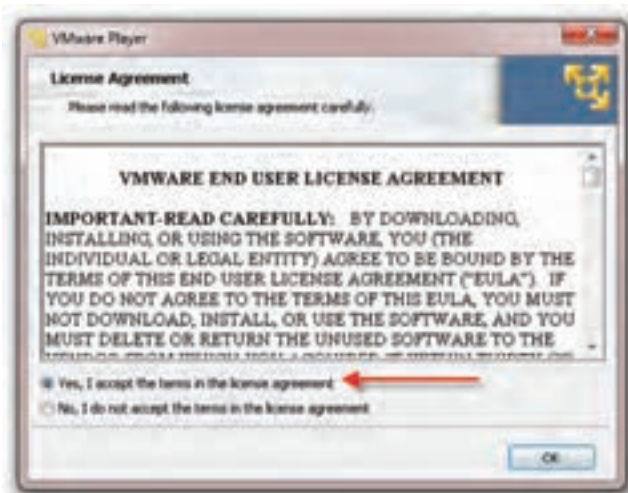 VMware Player
License Agreement
Please read the following license agreement carefully.
VMWARE END USER LICENSE AGREEMENT
IMPORTANT-READ CAREFULLY: BY DOWNLOADING,
INSTALLING, OR USING THE SOFTWARE, YOU (THE
INDIVIDUAL OR LEGAL ENTITY) AGREE TO BE BOUND BY THE
TERMS OF THIS END USER LICENSE AGREEMENT ("EULA"). IF
YOU DO NOT AGREE TO THE TERMS OF THIS EULA, YOU MUST
NOT DOWNLOAD, INSTALL, OR USE THE SOFTWARE, AND YOU
MUST DELETE OR RETURN THE UNUSED SOFTWARE TO THE
Yes, I accept the terms in the license agreement
No, I do not accept the terms in the license agreement
OK